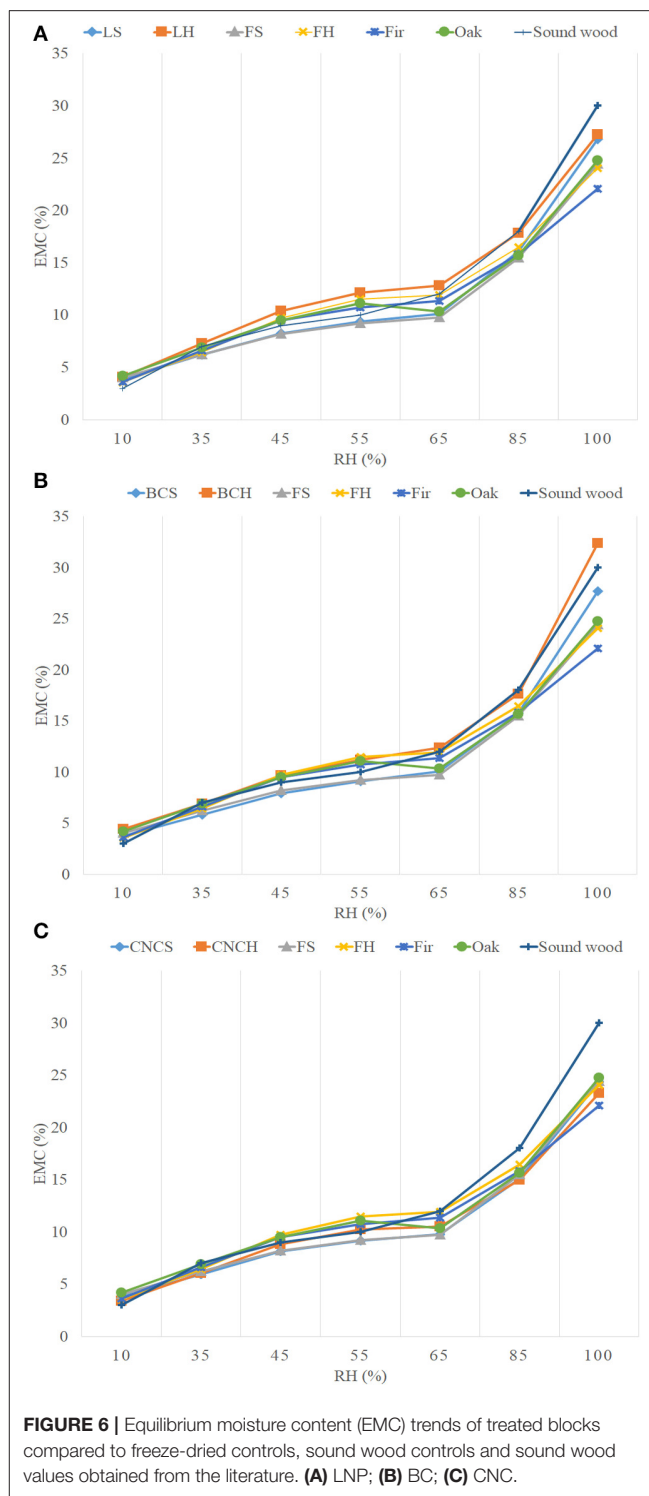 A
LS LH FS FH Fir Oak Sound wood
35
30
25
20
15
10
5
0
EMC (%)
10 35 45 55 65 85 100
RH (%)
B
BCS BCH FS FH Fir Oak Sound wood
35
30
25
20
15
10
5
0
EMC (%)
10 35 45 55 65 85 100
RH (%)
C
CNCS CNCH FS FH Fir Oak Sound wood
35
30
25
20
15
10
5
0
EMC (%)
10 35 45 55 65 85 100
RH (%)
FIGURE 6 | Equilibrium moisture content (EMC) trends of treated blocks
compared to freeze-dried controls, sound wood controls and sound wood
values obtained from the literature. (A) LNP; (B) BC; (C) CNC.